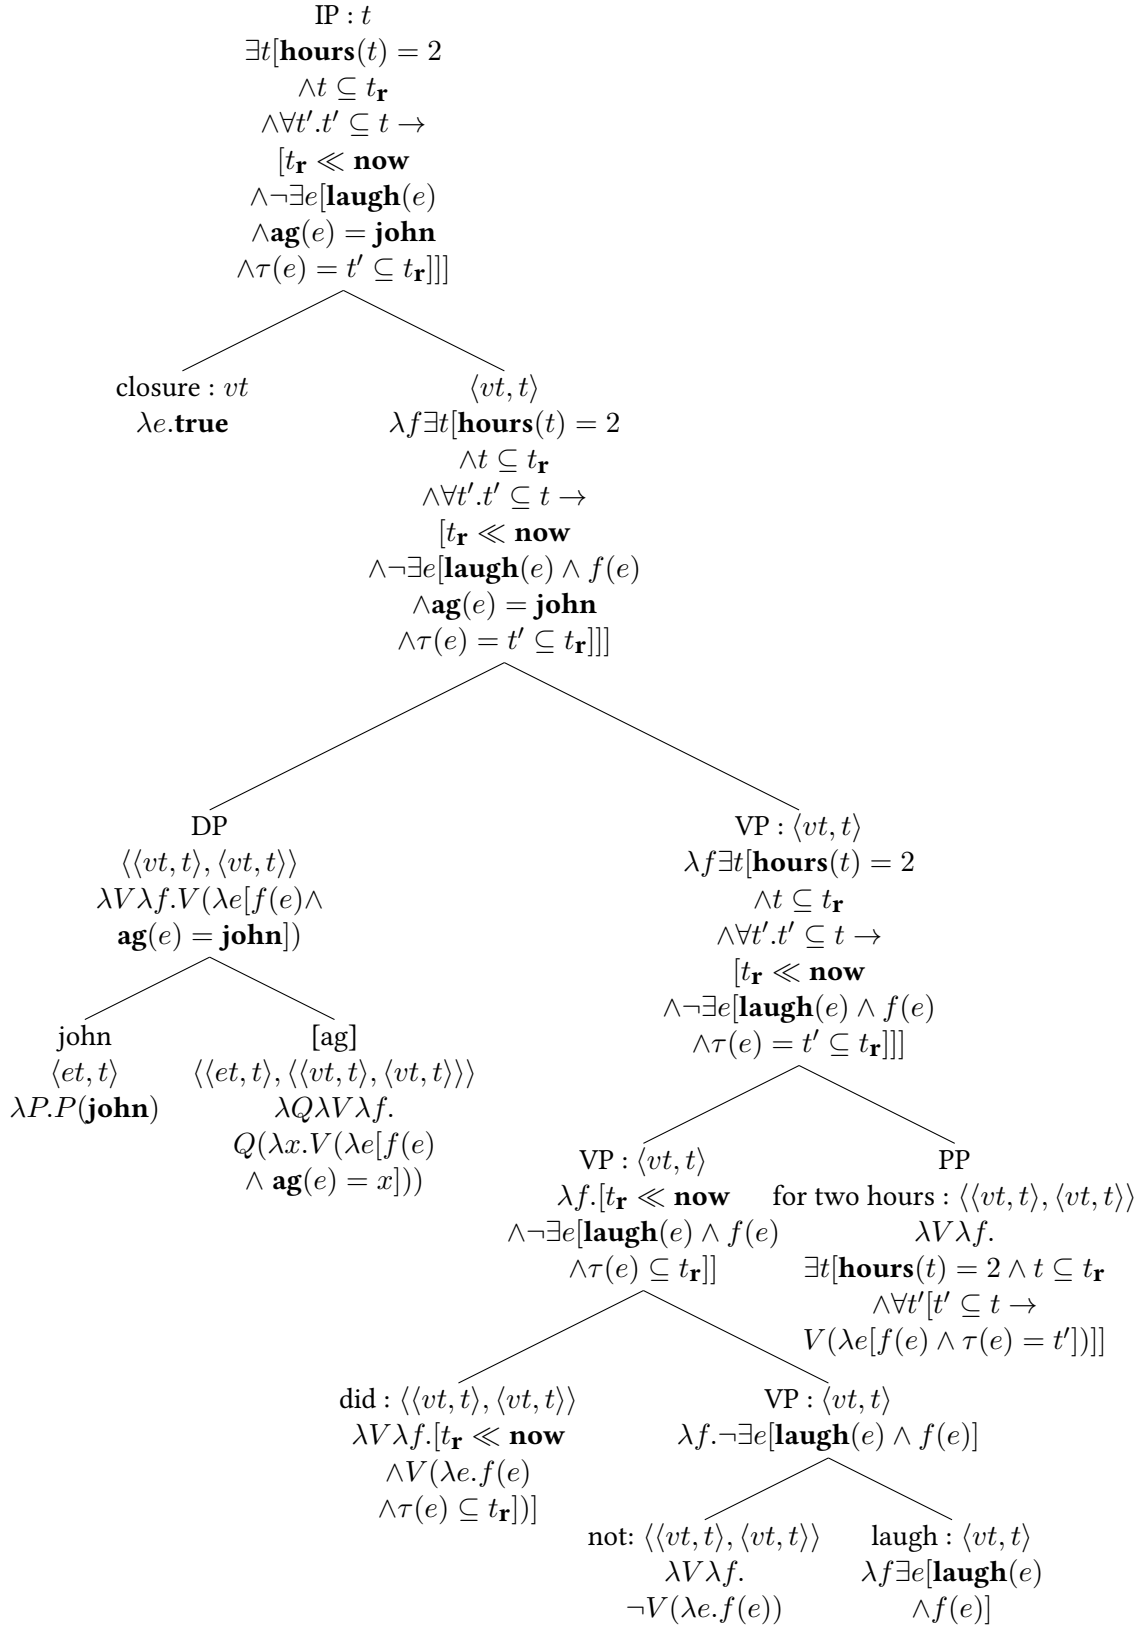 IP : t
∃t[hours(t) = 2
∧t ⊆ t_r
∧∀t′.t′ ⊆ t →
[t_r ≪ now
∧¬∃e[laugh(e)
∧ag(e) = john
∧τ(e) = t′ ⊆ t_r]]]
closure : vt
λe.true
⟨vt, t⟩
λf∃t[hours(t) = 2
∧t ⊆ t_r
∧∀t′.t′ ⊆ t →
[t_r ≪ now
∧¬∃e[laugh(e) ∧ f(e)
∧ag(e) = john
∧τ(e) = t′ ⊆ t_r]]]
DP
⟨⟨vt, t⟩, ⟨vt, t⟩⟩
λVλf.V(λe[f(e)∧
ag(e) = john])
VP : ⟨vt, t⟩
λf∃t[hours(t) = 2
∧t ⊆ t_r
∧∀t′.t′ ⊆ t →
[t_r ≪ now
∧¬∃e[laugh(e) ∧ f(e)
∧τ(e) = t′ ⊆ t_r]]]
john
⟨et, t⟩
λP.P(john)
[ag]
⟨⟨et, t⟩, ⟨⟨vt, t⟩, ⟨vt, t⟩⟩⟩
λQλVλf.
Q(λx.V(λe[f(e)
∧ ag(e) = x]))
VP : ⟨vt, t⟩
λf.[t_r ≪ now
∧¬∃e[laugh(e) ∧ f(e)
∧τ(e) ⊆ t_r]]
PP
for two hours : ⟨⟨vt, t⟩, ⟨vt, t⟩⟩
λVλf.
∃t[hours(t) = 2 ∧ t ⊆ t_r
∧∀t′[t′ ⊆ t →
V(λe[f(e) ∧ τ(e) = t′])]]
did : ⟨⟨vt, t⟩, ⟨vt, t⟩⟩
λVλf.[t_r ≪ now
∧V(λe.f(e)
∧τ(e) ⊆ t_r])]
VP : ⟨vt, t⟩
λf.¬∃e[laugh(e) ∧ f(e)]
not: ⟨⟨vt, t⟩, ⟨vt, t⟩⟩
λVλf.
¬V(λe.f(e))
laugh : ⟨vt, t⟩
λf∃e[laugh(e)
∧f(e)]